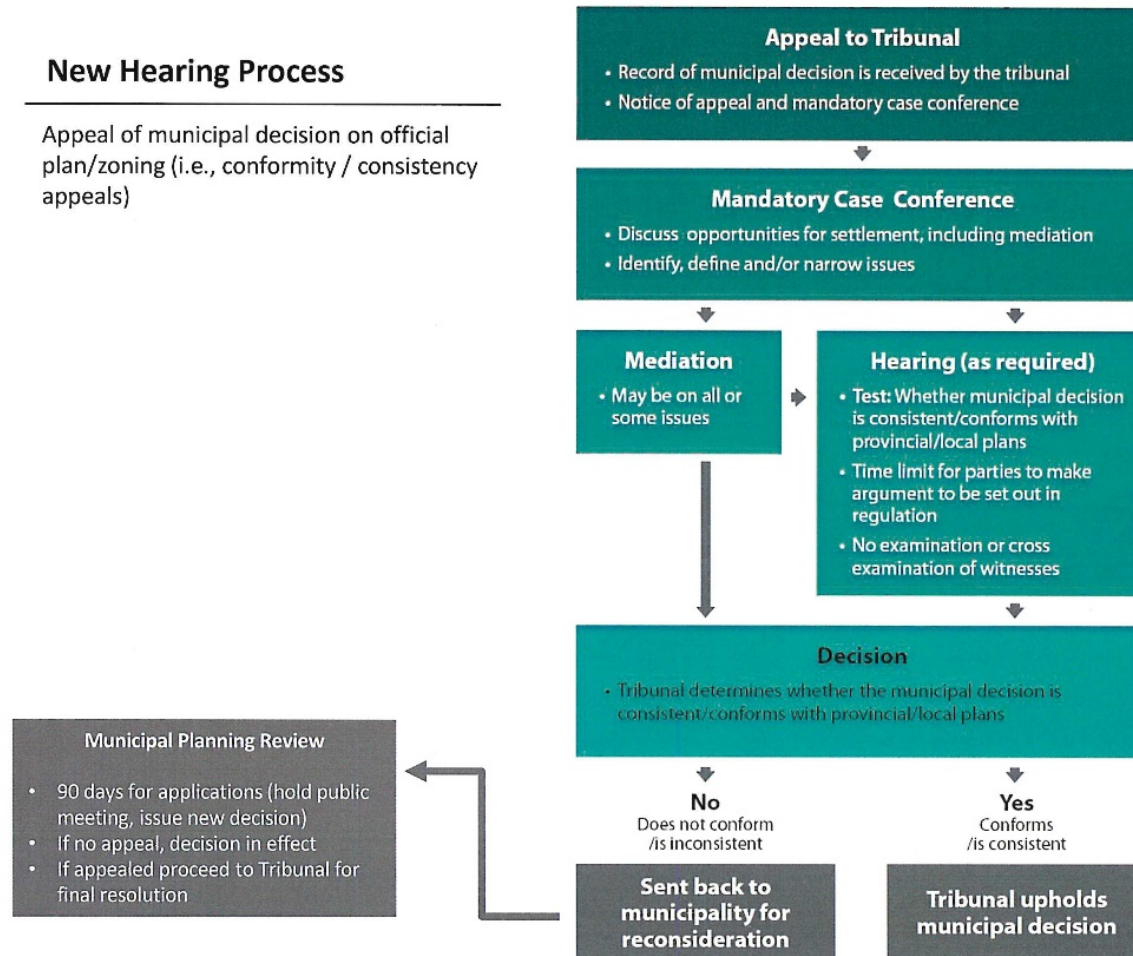 New Hearing Process
Appeal of municipal decision on official
plan/zoning (i.e., conformity / consistency
appeals)
Appeal to Tribunal
• Record of municipal decision is received by the tribunal
• Notice of appeal and mandatory case conference
Mandatory Case Conference
• Discuss opportunities for settlement, including mediation
• Identify, define and/or narrow issues
Mediation
• May be on all or
some issues
Hearing (as required)
• Test: Whether municipal decision
is consistent/conforms with
provincial/local plans
• Time limit for parties to make
argument to be set out in
regulation
• No examination or cross
examination of witnesses
Decision
• Tribunal determines whether the municipal decision is
consistent/conforms with provincial/local plans
No
Does not conform
/is inconsistent
Yes
Conforms
/is consistent
Sent back to
municipality for
reconsideration
Tribunal upholds
municipal decision
Municipal Planning Review
• 90 days for applications (hold public
meeting, issue new decision)
• If no appeal, decision in effect
• If appealed proceed to Tribunal for
final resolution